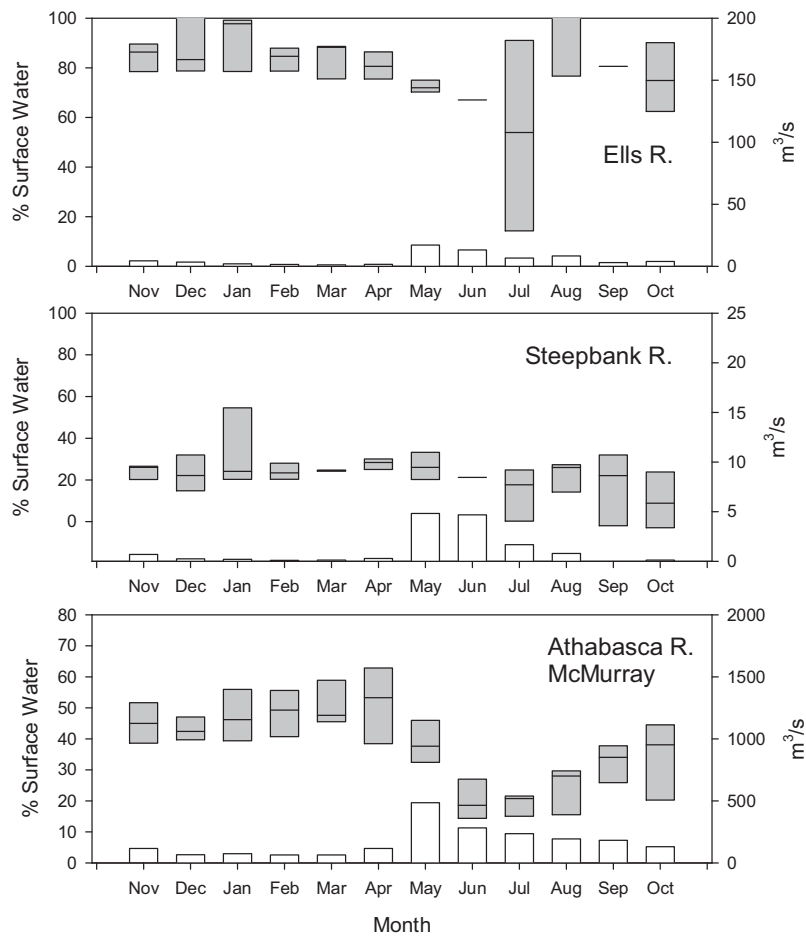 100
80
60
40
20
0
% Surface Water
200
150
100
50
0
m³/s
Ells R.
Nov Dec Jan Feb Mar Apr May Jun Jul Aug Sep Oct
100
80
60
40
20
0
% Surface Water
25
20
15
10
5
0
m³/s
Steepbank R.
Nov Dec Jan Feb Mar Apr May Jun Jul Aug Sep Oct
80
70
60
50
40
30
20
10
0
% Surface Water
2000
1500
1000
500
0
m³/s
Athabasca R.
McMurray
Nov Dec Jan Feb Mar Apr May Jun Jul Aug Sep Oct
Month